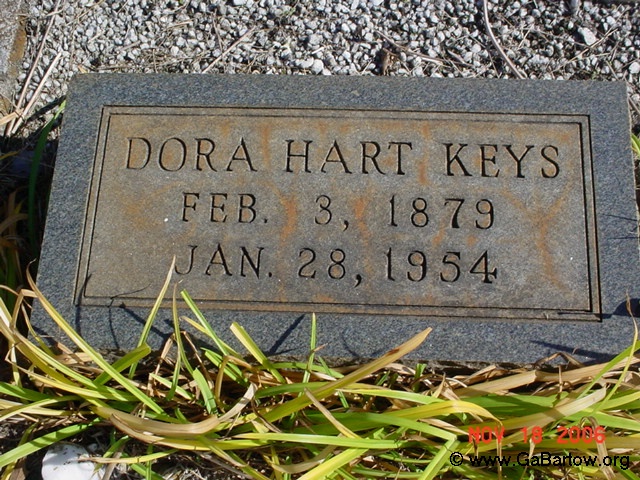 DORA HART KEYS
FEB. 3, 1879
JAN. 28, 1954
NOV 18 2006
© www.GaBartow.org